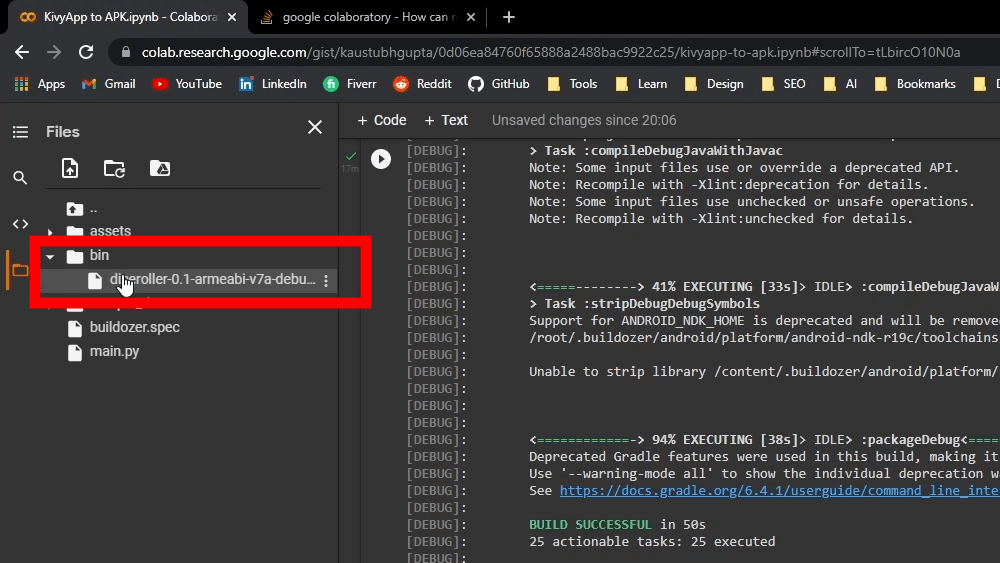 KivyApp to APK.ipynb - Colabora
google colaboratory - How can
colab.research.google.com/gist/kaustubhgupta/0d06ea84760f65888a2488bac9922c25/kivyapp-to-apk.ipynb#scrollTo=tLbircO10N0a
Apps Gmail YouTube LinkedIn Fiverr Reddit GitHub Tools Learn Design SEO AI Bookmarks
Files
+ Code + Text Unsaved changes since 20:06
17m
..
assets
bin
diceroller-0.1-armeabi-v7a-debu...
buildozer.spec
main.py
[DEBUG]: > Task :compileDebugJavaWithJavac
[DEBUG]: Note: Some input files use or override a deprecated API.
[DEBUG]: Note: Recompile with -Xlint:deprecation for details.
[DEBUG]: Note: Some input files use unchecked or unsafe operations.
[DEBUG]: Note: Recompile with -Xlint:unchecked for details.
[DEBUG]:
[DEBUG]:
[DEBUG]:
[DEBUG]: <=====--------> 41% EXECUTING [33s]> IDLE> :compileDebugJavaW
[DEBUG]: > Task :stripDebugDebugSymbols
[DEBUG]: Support for ANDROID_NDK_HOME is deprecated and will be remove
[DEBUG]: /root/.buildozer/android/platform/android-ndk-r19c/toolchains
[DEBUG]:
[DEBUG]: Unable to strip library /content/.buildozer/android/platform/
[DEBUG]:
[DEBUG]:
[DEBUG]:
[DEBUG]: <============-> 94% EXECUTING [38s]> IDLE> :packageDebug<====
[DEBUG]: Deprecated Gradle features were used in this build, making it
[DEBUG]: Use '--warning-mode all' to show the individual deprecation w
[DEBUG]: See https://docs.gradle.org/6.4.1/userguide/command_line_inte
[DEBUG]:
[DEBUG]: BUILD SUCCESSFUL in 50s
[DEBUG]: 25 actionable tasks: 25 executed
[DEBUG]: